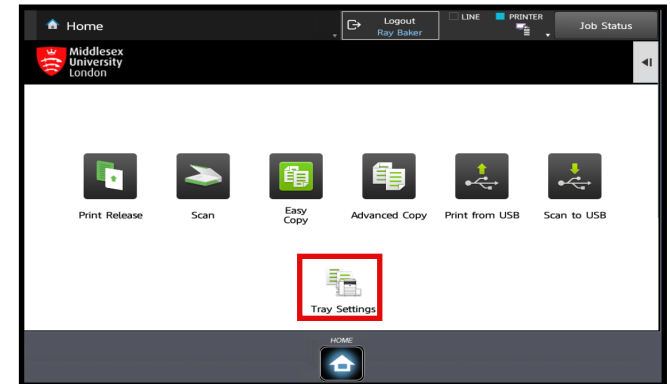 Home
Logout
Ray Baker
LINE
PRINTER
Job Status
Middlesex
University
London
Print Release
Scan
Easy
Copy
Advanced Copy
Print from USB
Scan to USB
Tray Settings
HOME